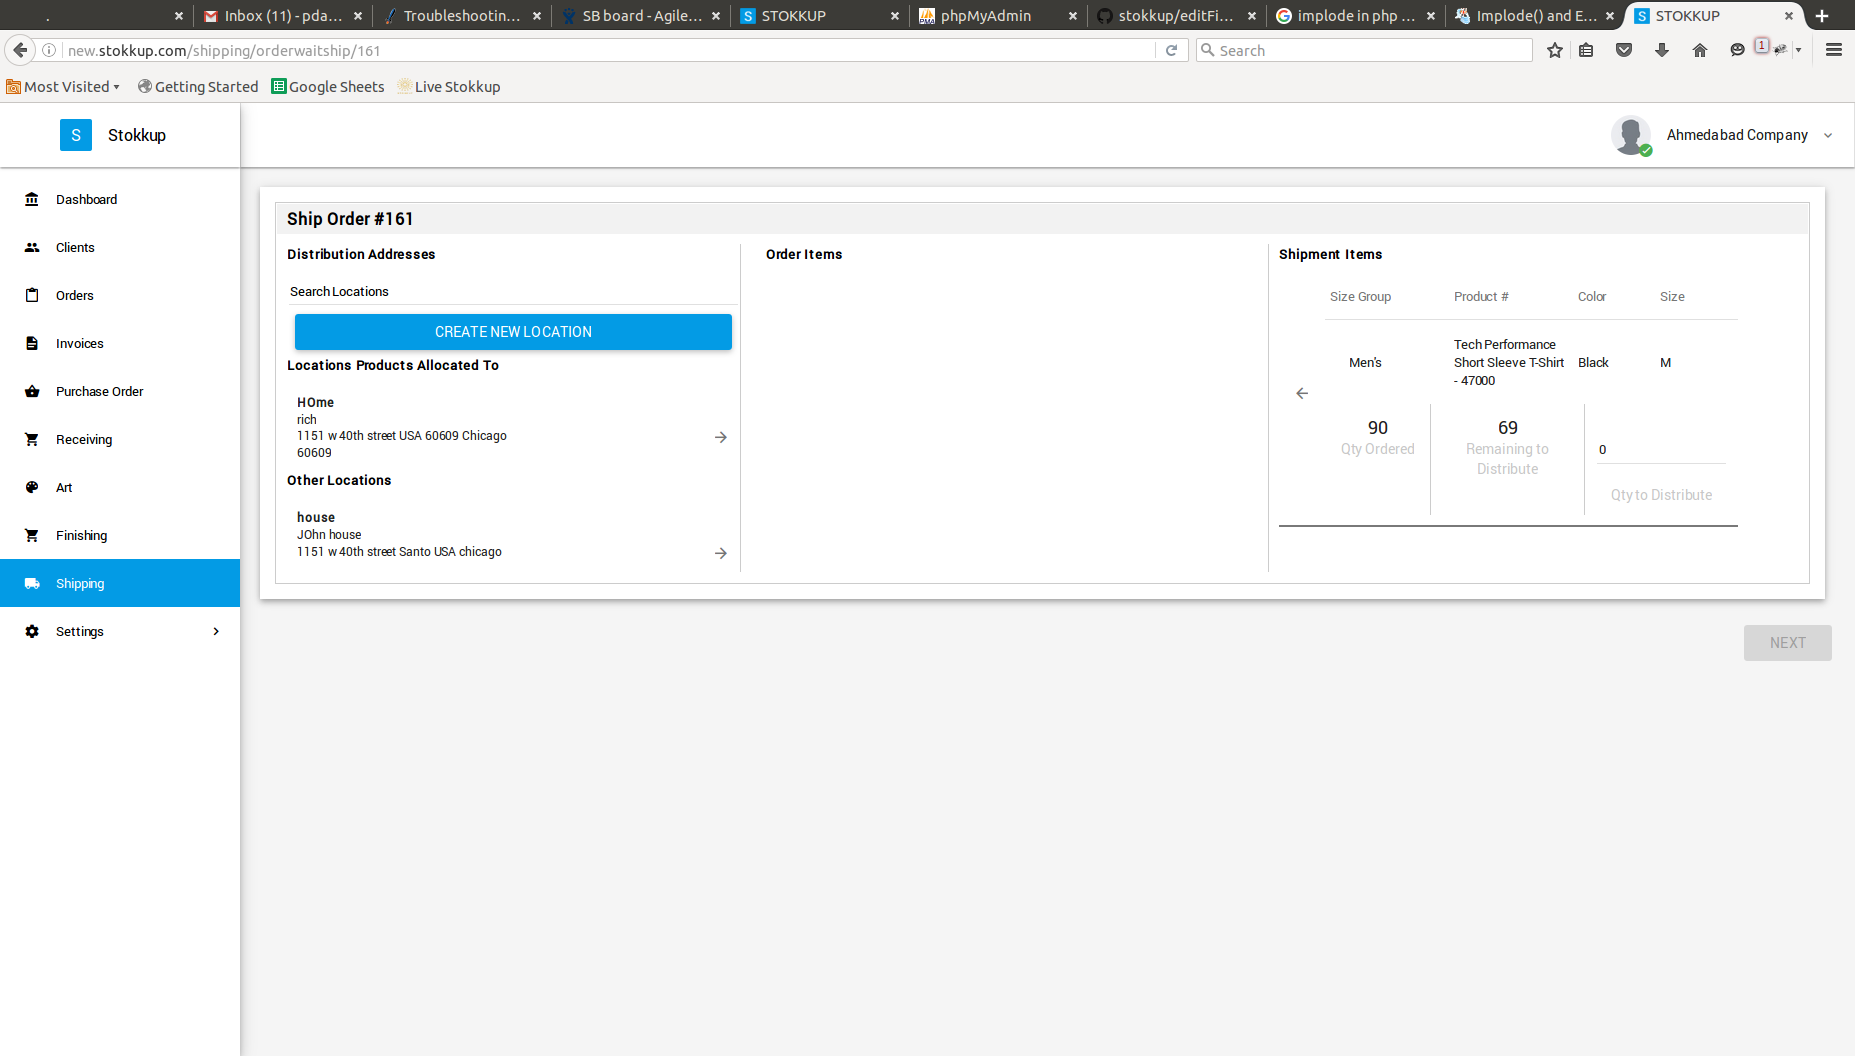 .
Inbox (11) - pda...
Troubleshootin...
SB board - Agile...
STOKKUP
phpMyAdmin
stokkup/editFi...
implode in php ...
Implode() and E...
STOKKUP
new.stokkup.com/shipping/orderwaitship/161
Search
1
Most Visited
Getting Started
Google Sheets
Live Stokkup
S
Stokkup
Ahmedabad Company
Dashboard
Clients
Orders
Invoices
Purchase Order
Receiving
Art
Finishing
Shipping
Settings
Ship Order #161
Distribution Addresses
Search Locations
CREATE NEW LOCATION
Locations Products Allocated To
HOme
rich
1151 w 40th street USA 60609 Chicago
60609
Other Locations
house
JOhn house
1151 w 40th street Santo USA chicago
Order Items
Shipment Items
Size Group
Product #
Color
Size
Men's
Tech Performance
Short Sleeve T-Shirt
- 47000
Black
M
90
Qty Ordered
69
Remaining to
Distribute
0
Qty to Distribute
NEXT